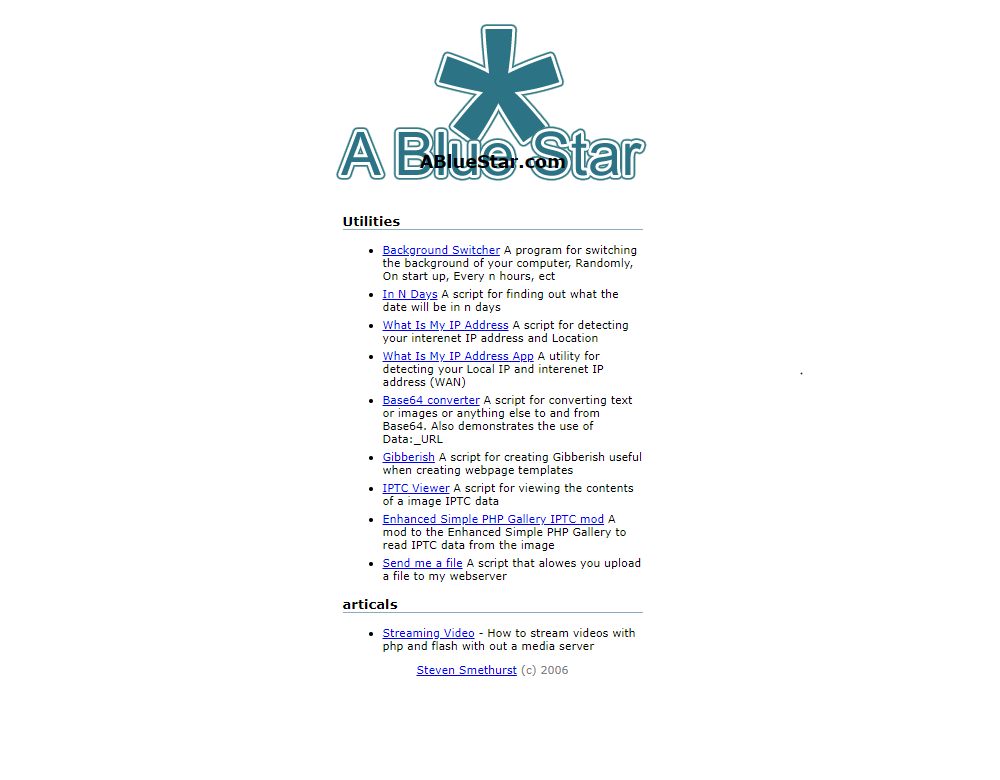 A Blue Star
ABlueStar.com
Utilities
Background Switcher A program for switching
the background of your computer, Randomly,
On start up, Every n hours, ect
In N Days A script for finding out what the
date will be in n days
What Is My IP Address A script for detecting
your interenet IP address and Location
What Is My IP Address App A utility for
detecting your Local IP and interenet IP
address (WAN)
Base64 converter A script for converting text
or images or anything else to and from
Base64. Also demonstrates the use of
Data:_URL
Gibberish A script for creating Gibberish useful
when creating webpage templates
IPTC Viewer A script for viewing the contents
of a image IPTC data
Enhanced Simple PHP Gallery IPTC mod A
mod to the Enhanced Simple PHP Gallery to
read IPTC data from the image
Send me a file A script that alowes you upload
a file to my webserver
articals
Streaming Video - How to stream videos with
php and flash with out a media server
Steven Smethurst (c) 2006